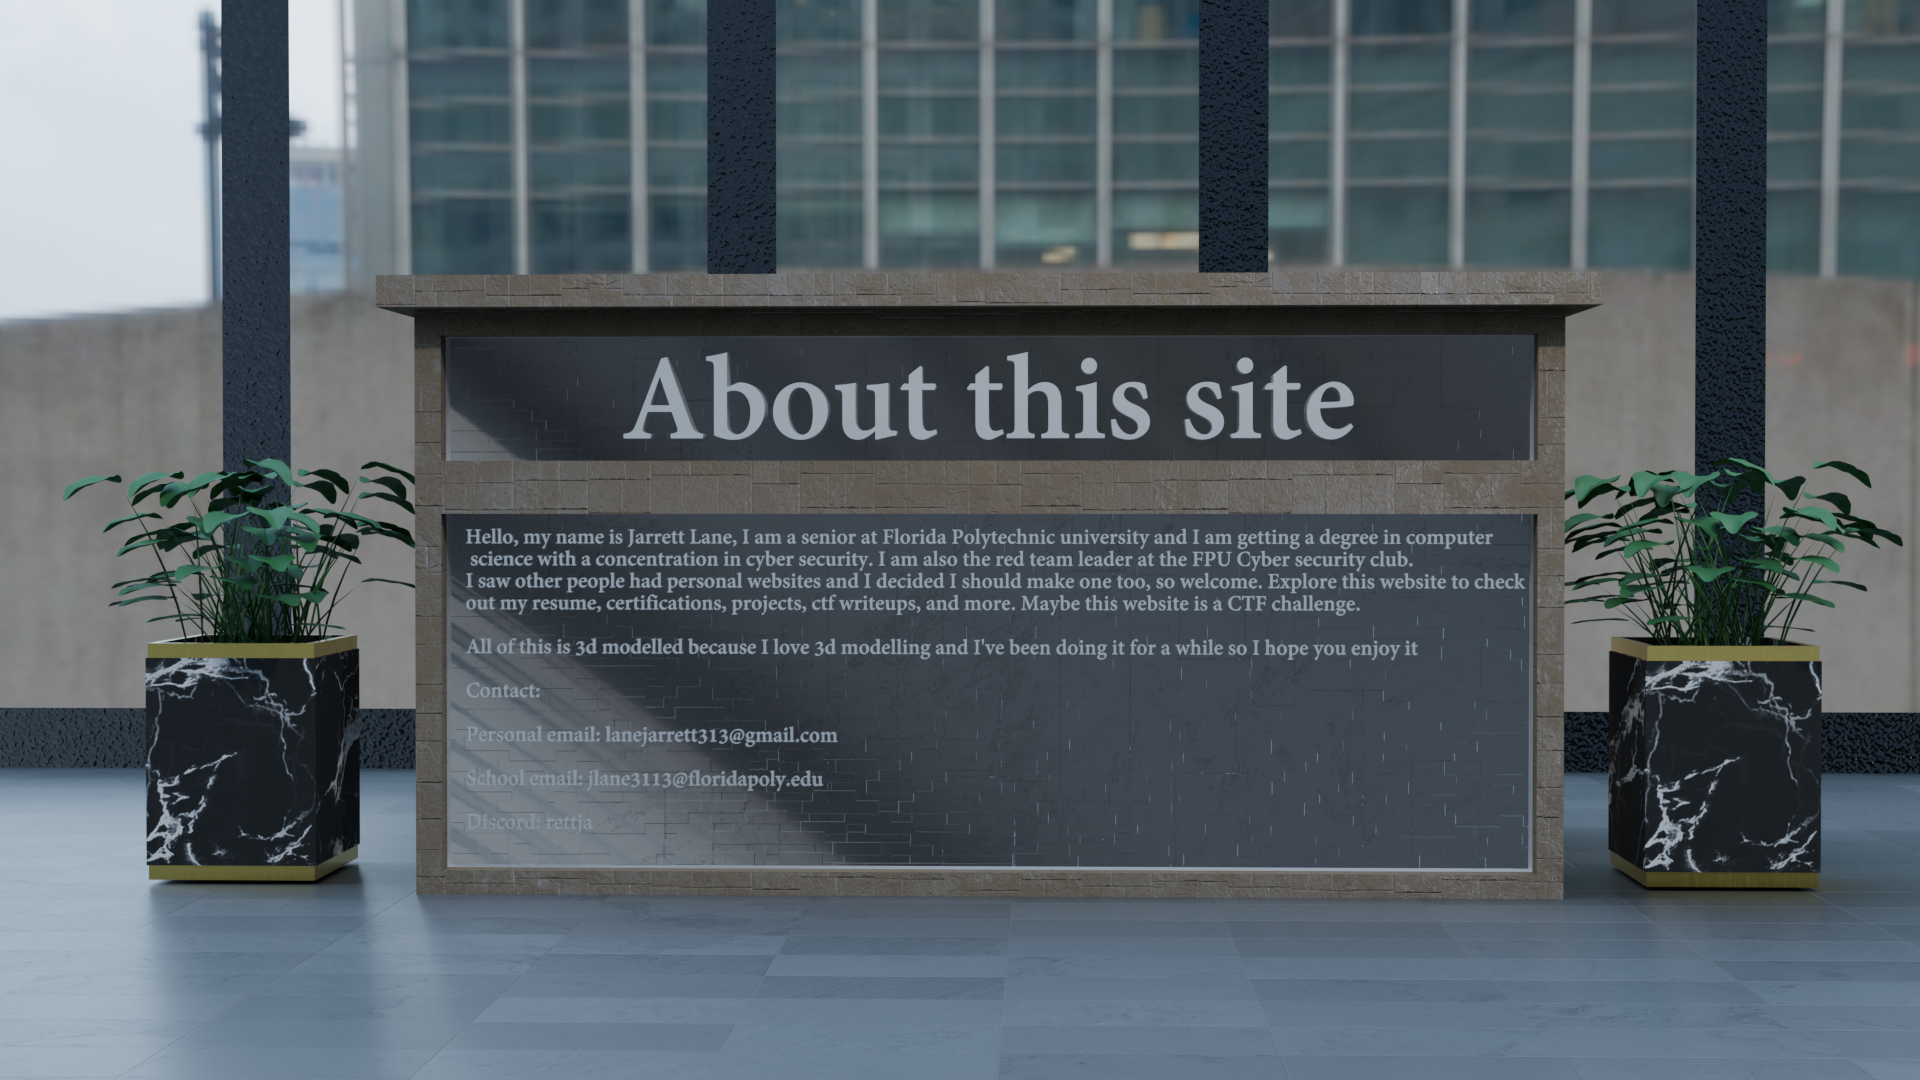 About this site
Hello, my name is Jarrett Lane, I am a senior at Florida Polytechnic university and I am getting a degree in computer
science with a concentration in cyber security. I am also the red team leader at the FPU Cyber security club.
I saw other people had personal websites and I decided I should make one too, so welcome. Explore this website to check
out my resume, certifications, projects, ctf writeups, and more. Maybe this website is a CTF challenge.
All of this is 3d modelled because I love 3d modelling and I've been doing it for a while so I hope you enjoy it
Contact:
Personal email: lanejarrett313@gmail.com
School email: jlane3113@floridapoly.edu
Discord: rettja